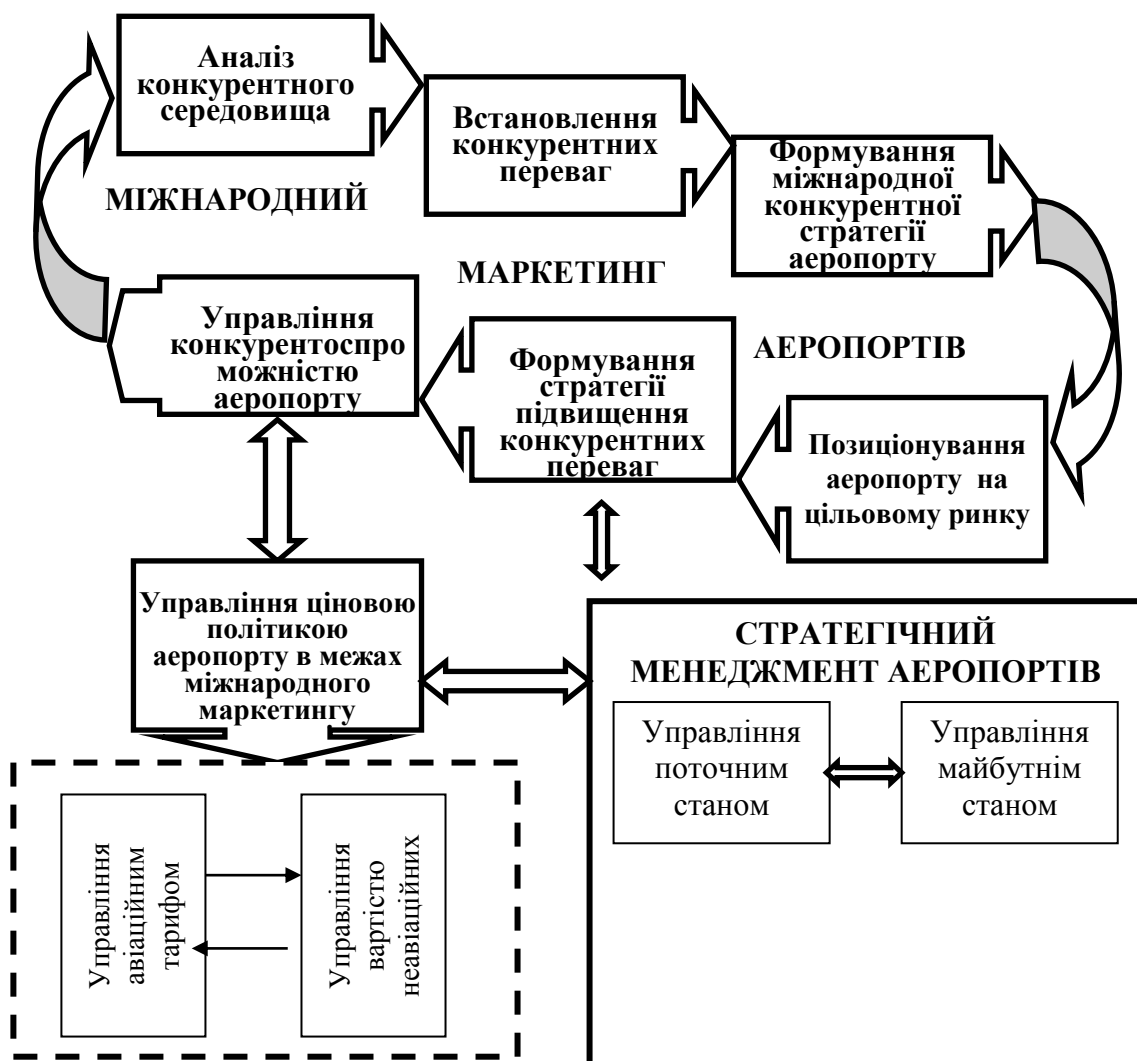 Аналіз
конкурентного
середовища
Встановлення
конкурентних
переваг
Формування
міжнародної
конкурентної
стратегії
аеропорту
МІЖНАРОДНИЙ
МАРКЕТИНГ
АЕРОПОРТІВ
Управління
конкурентоспро
можністю
аеропорту
Формування
стратегії
підвищення
конкурентних
переваг
Позиціонування
аеропорту на
цільовому ринку
Управління ціновою
політикою
аеропорту в межах
міжнародного
маркетингу
СТРАТЕГІЧНИЙ
МЕНЕДЖМЕНТ АЕРОПОРТІВ
Управління
поточним
станом
Управління
майбутнім
станом
Управління
авіаційним
тарифом
Управління
вартістю
неавіаційних